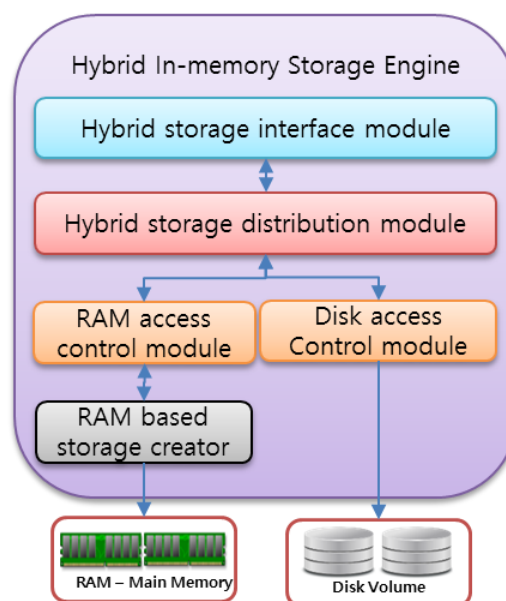 Hybrid In-memory Storage Engine
Hybrid storage interface module
Hybrid storage distribution module
RAM access
control module
Disk access
Control module
RAM based
storage creator
RAM – Main Memory
Disk Volume